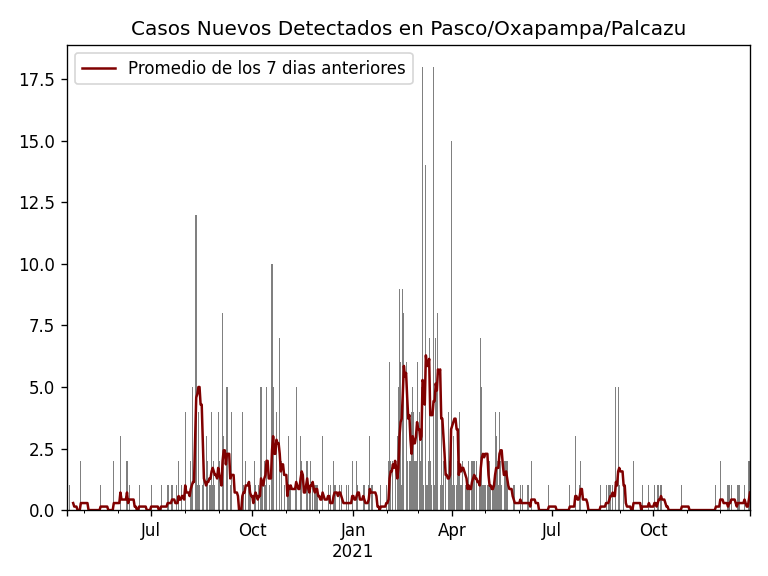 Casos Nuevos Detectados en Pasco/Oxapampa/Palcazu
Promedio de los 7 dias anteriores
17.5
15.0
12.5
10.0
7.5
5.0
2.5
0.0
Jul
Oct
Jan
2021
Apr
Jul
Oct